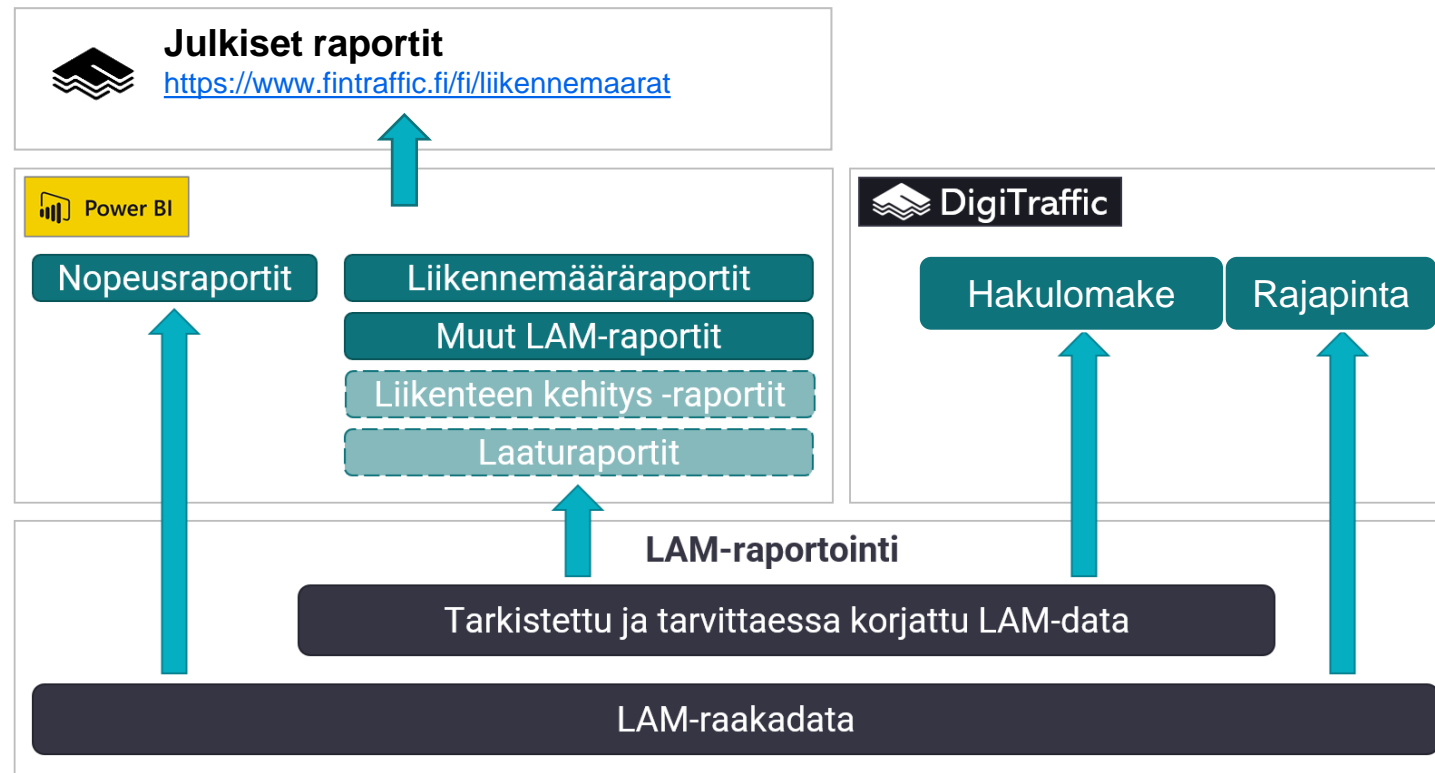 Julkiset raportit
https://www.fintraffic.fi/fi/liikennemaarat
Power BI
DigiTraffic
Nopeusraportit
Liikennemääräraportit
Muut LAM-raportit
Liikenteen kehitys -raportit
Laaturaportit
Hakulomake
Rajapinta
LAM-raportointi
Tarkistettu ja tarvittaessa korjattu LAM-data
LAM-raakadata